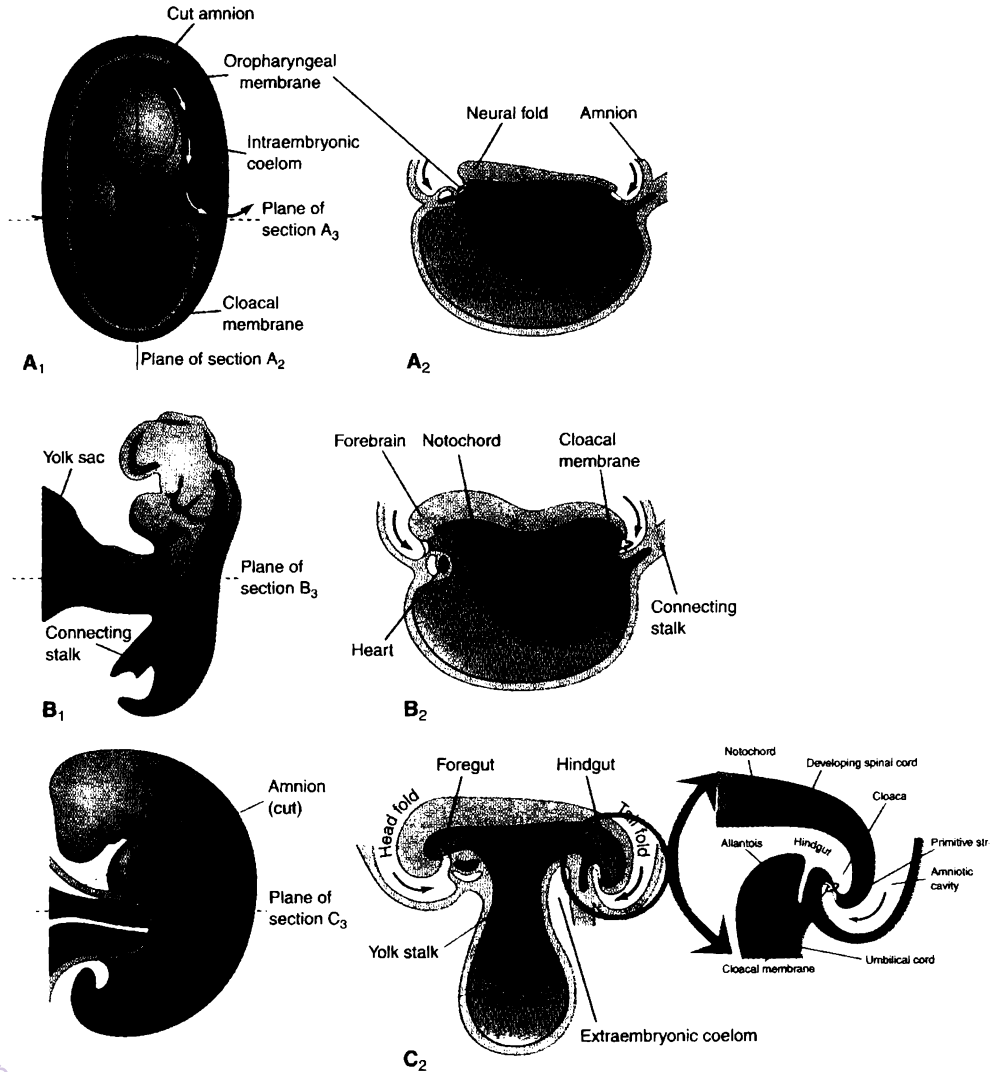 Cut amnion
Oropharyngeal
membrane
Intraembryonic
coelom
Plane of
section A3
Cloacal
membrane
Plane of section A2
A1
Neural fold
Amnion
A2
Yolk sac
Plane of
section B3
Connecting
stalk
B1
Forebrain
Notochord
Cloacal
membrane
Heart
Connecting
stalk
B2
Amnion
(cut)
Plane of
section C3
Foregut
Hindgut
Head fold
Tail fold
Yolk stalk
Extraembryonic coelom
C2
Notochord
Developing spinal cord
Cloaca
Allantois
Hindgut
Primitive str
Amniotic
cavity
Umbilical cord
Cloacal membrane